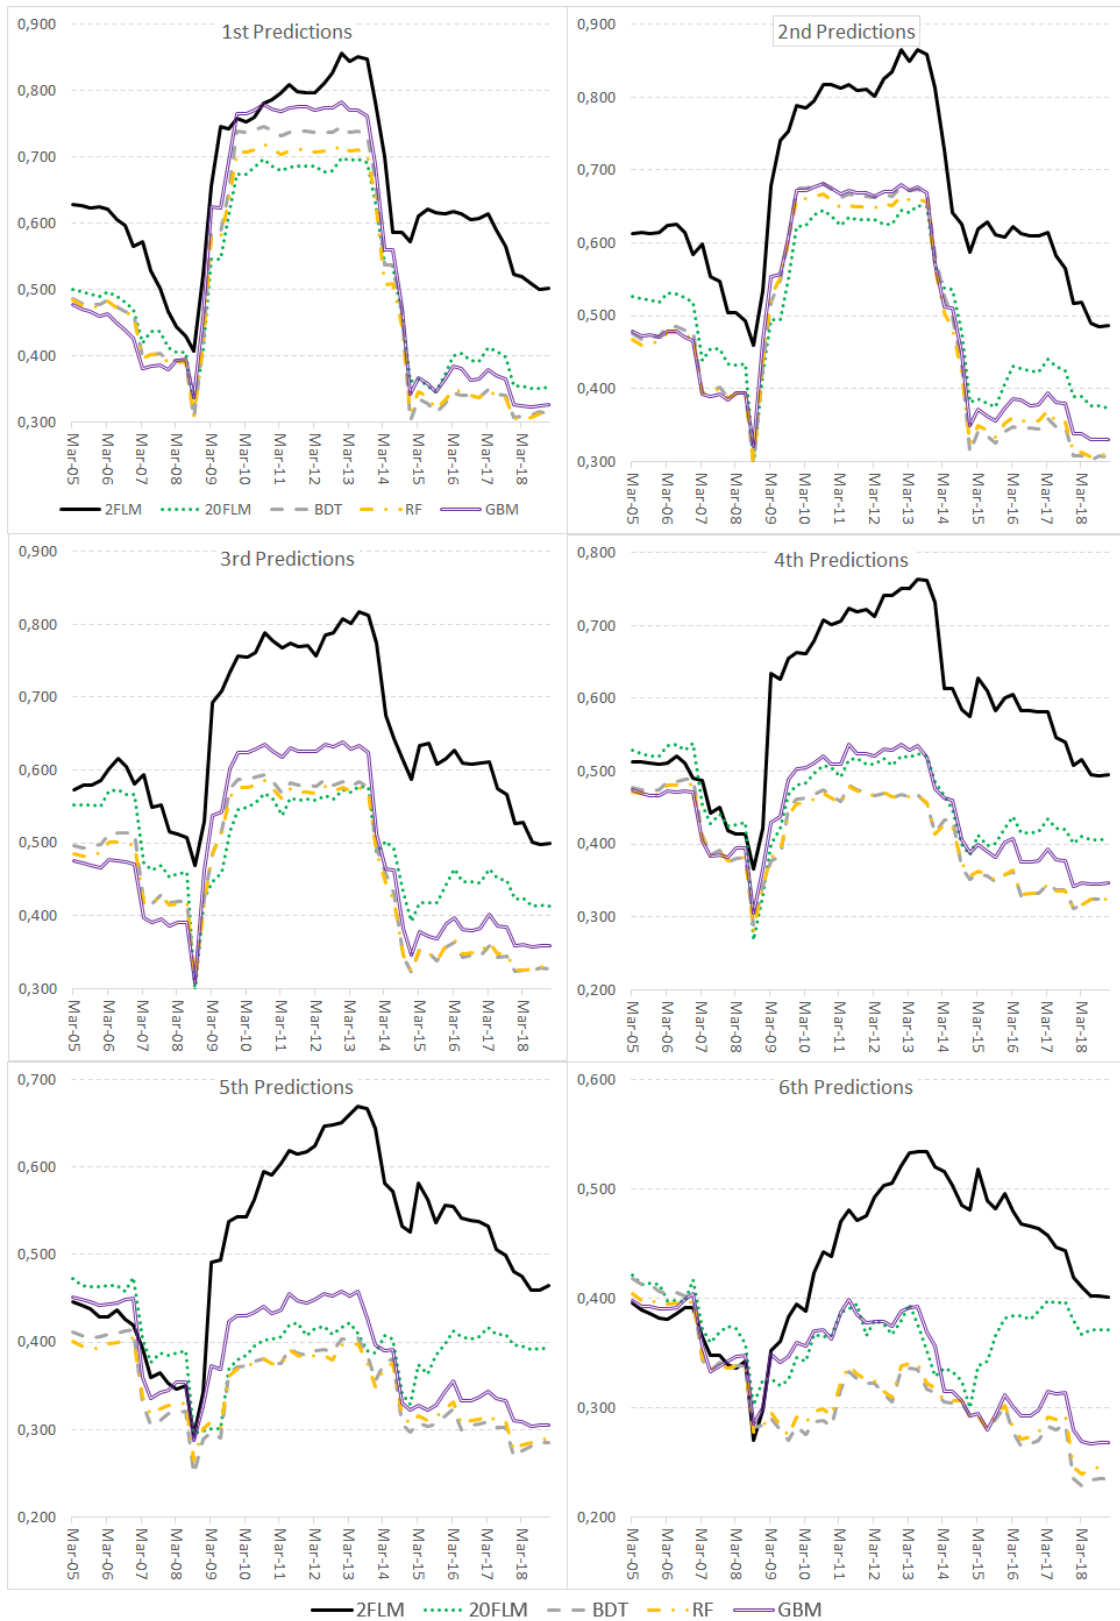 1st Predictions
0,900
0,800
0,700
0,600
0,500
0,400
0,300
Mar-05
Mar-06
Mar-07
Mar-08
Mar-09
Mar-10
Mar-11
Mar-12
Mar-13
Mar-14
Mar-15
Mar-16
Mar-17
Mar-18
2FLM 20FLM BDT RF GBM
2nd Predictions
0,900
0,800
0,700
0,600
0,500
0,400
0,300
Mar-05
Mar-06
Mar-07
Mar-08
Mar-09
Mar-10
Mar-11
Mar-12
Mar-13
Mar-14
Mar-15
Mar-16
Mar-17
Mar-18
3rd Predictions
0,900
0,800
0,700
0,600
0,500
0,400
0,300
Mar-05
Mar-06
Mar-07
Mar-08
Mar-09
Mar-10
Mar-11
Mar-12
Mar-13
Mar-14
Mar-15
Mar-16
Mar-17
Mar-18
4th Predictions
0,800
0,700
0,600
0,500
0,400
0,300
0,200
Mar-05
Mar-06
Mar-07
Mar-08
Mar-09
Mar-10
Mar-11
Mar-12
Mar-13
Mar-14
Mar-15
Mar-16
Mar-17
Mar-18
5th Predictions
0,700
0,600
0,500
0,400
0,300
0,200
Mar-05
Mar-06
Mar-07
Mar-08
Mar-09
Mar-10
Mar-11
Mar-12
Mar-13
Mar-14
Mar-15
Mar-16
Mar-17
Mar-18
6th Predictions
0,600
0,500
0,400
0,300
0,200
Mar-05
Mar-06
Mar-07
Mar-08
Mar-09
Mar-10
Mar-11
Mar-12
Mar-13
Mar-14
Mar-15
Mar-16
Mar-17
Mar-18
2FLM 20FLM BDT RF GBM